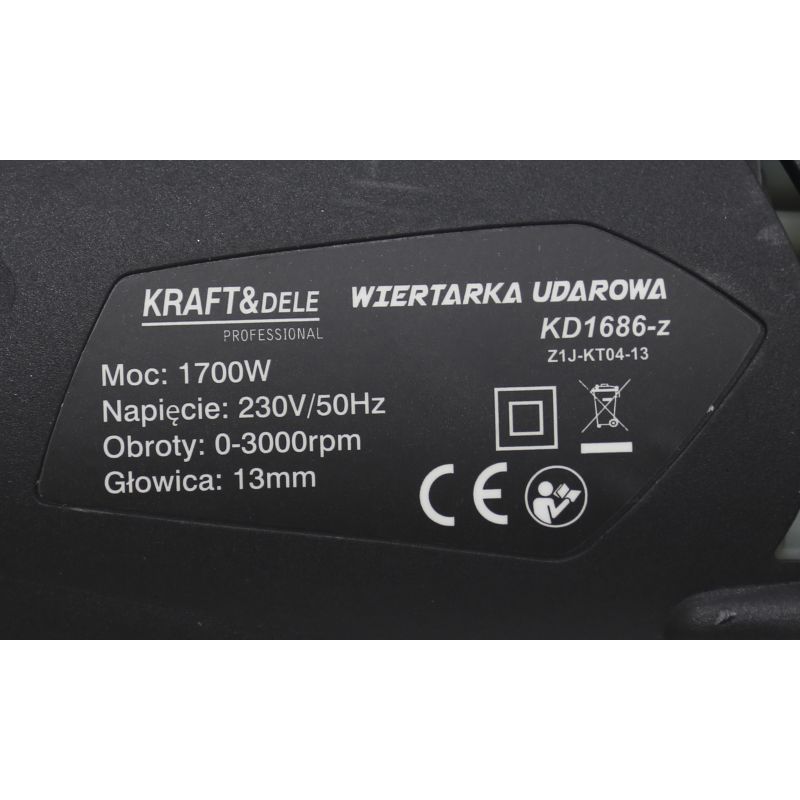 KRAFT&DELE
PROFESSIONAL
WIERTARKA UDAROWA
KD1686-z
Z1J-KT04-13
Moc: 1700W
Napięcie: 230V/50Hz
Obroty: 0-3000rpm
Głowica: 13mm
CE